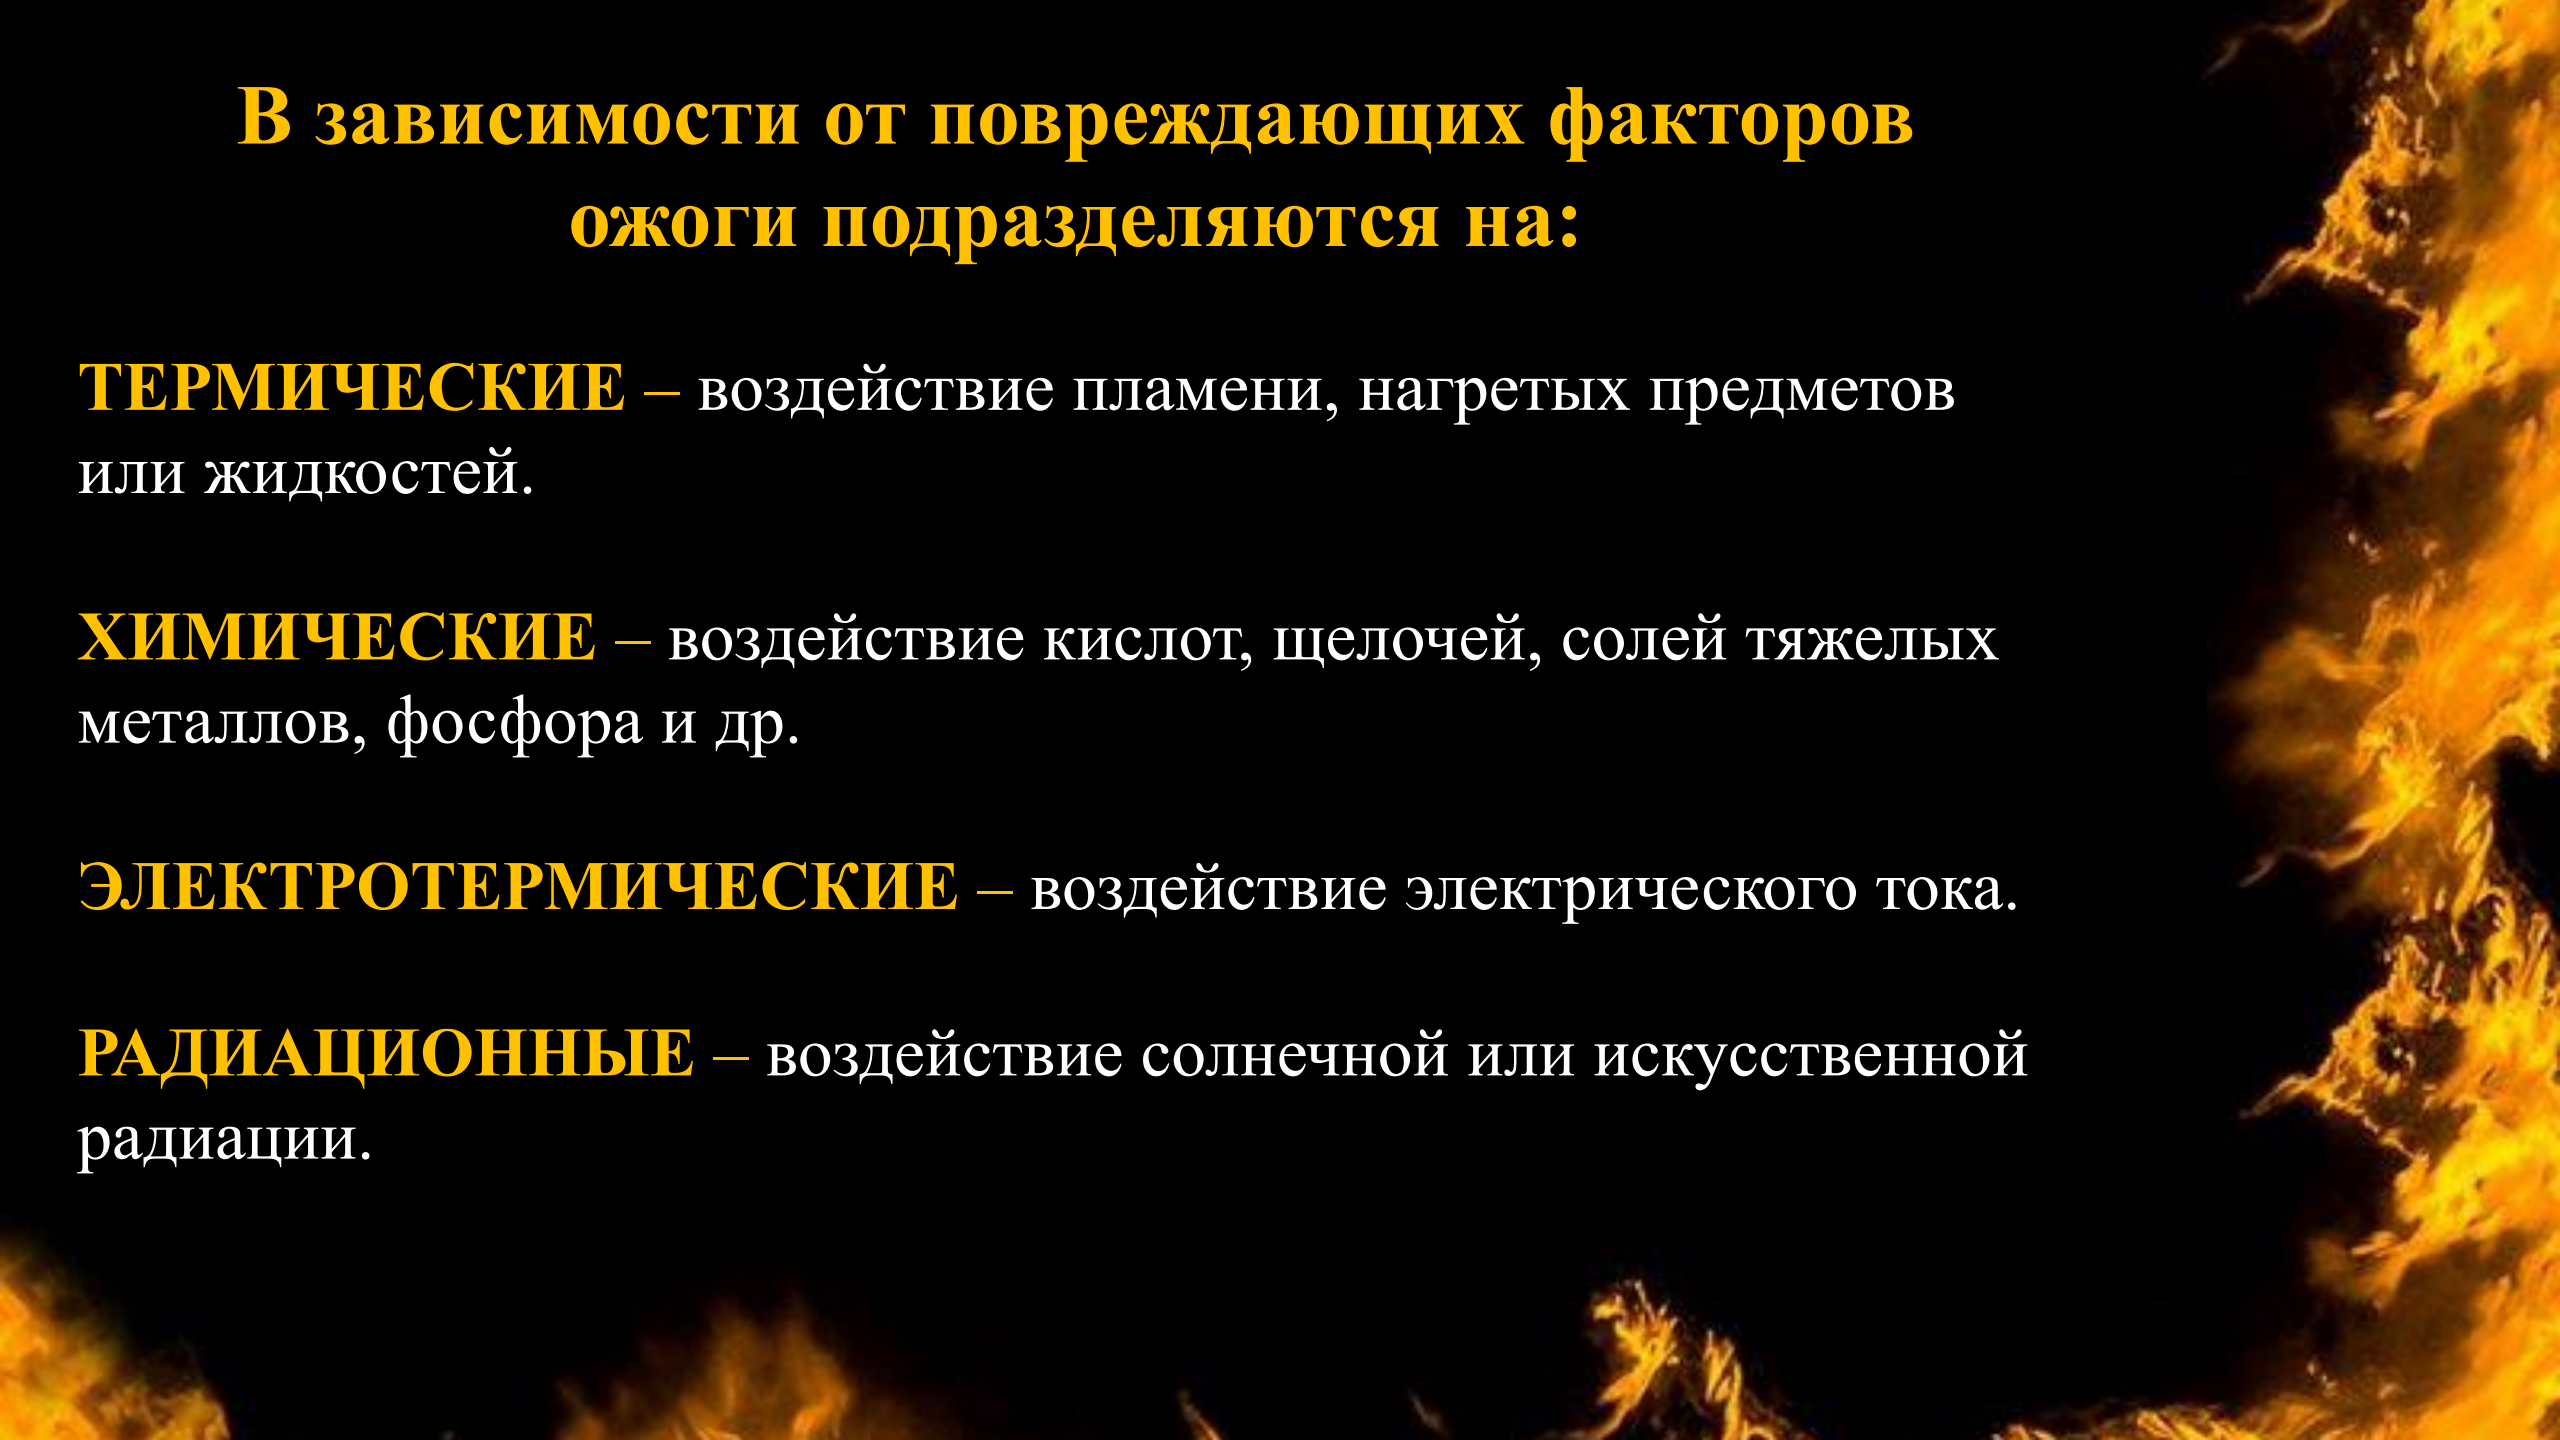 В зависимости от повреждающих факторов
ожоги подразделяются на:
ТЕРМИЧЕСКИЕ – воздействие пламени, нагретых предметов
или жидкостей.
ХИМИЧЕСКИЕ – воздействие кислот, щелочей, солей тяжелых
металлов, фосфора и др.
ЭЛЕКТРОТЕРМИЧЕСКИЕ – воздействие электрического тока.
РАДИАЦИОННЫЕ – воздействие солнечной или искусственной
радиации.